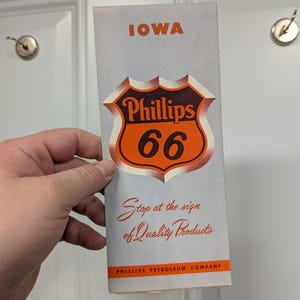 IOWA
Phillips
66
Stop at the sign
of Quality Products
PHILLIPS PETROLEUM COMPANY